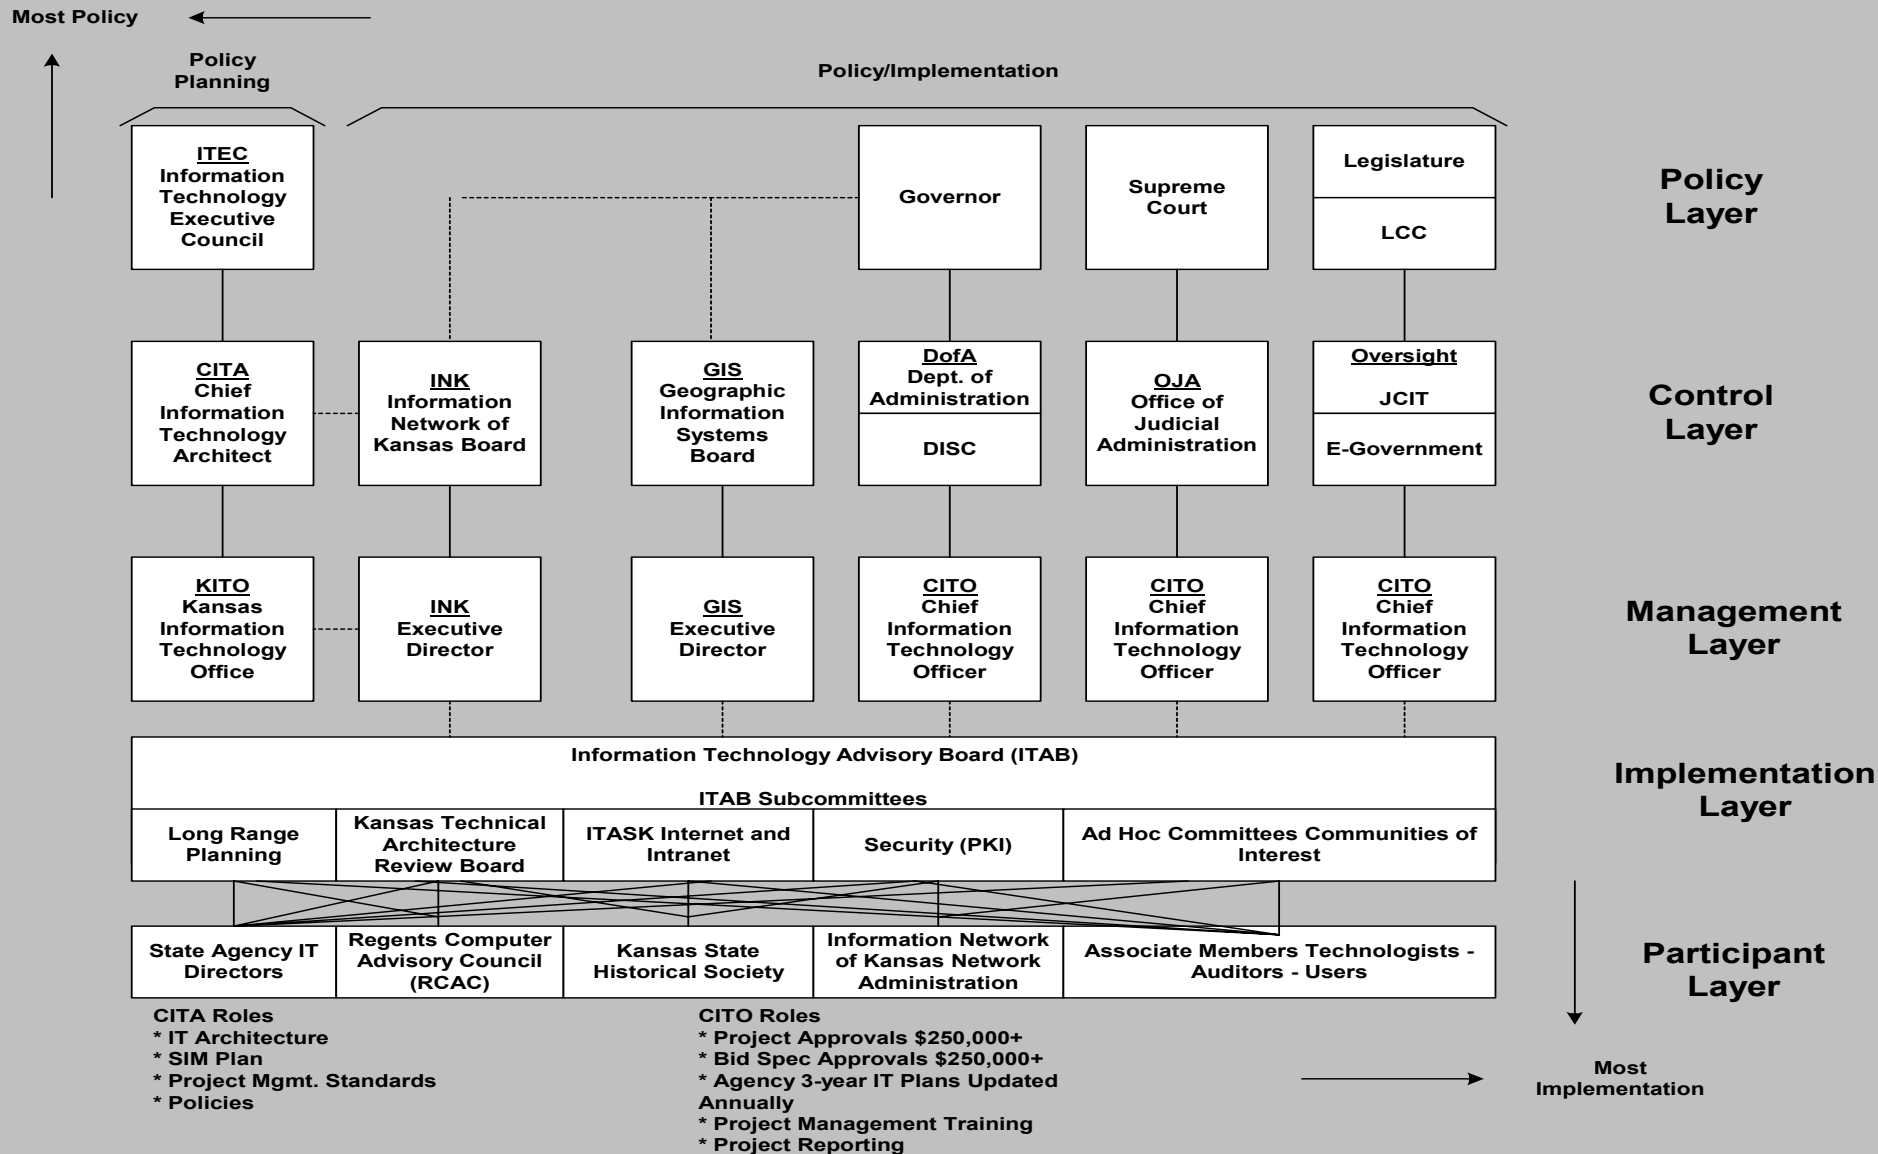 Most Policy
Policy
Planning
Policy/Implementation
ITEC
Information
Technology
Executive
Council
Governor
Supreme
Court
Legislature
LCC
Policy
Layer
CITA
Chief
Information
Technology
Architect
INK
Information
Network of
Kansas Board
GIS
Geographic
Information
Systems
Board
DofA
Dept. of
Administration
DISC
OJA
Office of
Judicial
Administration
Oversight
JCIT
E-Government
Control
Layer
KITO
Kansas
Information
Technology
Office
INK
Executive
Director
GIS
Executive
Director
CITO
Chief
Information
Technology
Officer
CITO
Chief
Information
Technology
Officer
CITO
Chief
Information
Technology
Officer
Management
Layer
Information Technology Advisory Board (ITAB)
ITAB Subcommittees
Long Range
Planning
Kansas Technical
Architecture
Review Board
ITASK Internet and
Intranet
Security (PKI)
Ad Hoc Committees Communities of
Interest
Implementation
Layer
State Agency IT
Directors
Regents Computer
Advisory Council
(RCAC)
Kansas State
Historical Society
Information Network
of Kansas Network
Administration
Associate Members Technologists -
Auditors - Users
Participant
Layer
CITA Roles
* IT Architecture
* SIM Plan
* Project Mgmt. Standards
* Policies
CITO Roles
* Project Approvals $250,000+
* Bid Spec Approvals $250,000+
* Agency 3-year IT Plans Updated
Annually
* Project Management Training
* Project Reporting
Most
Implementation